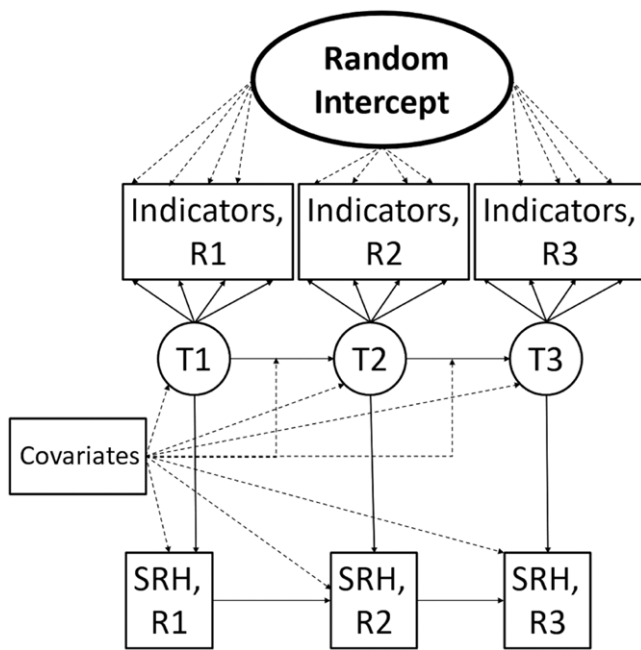 Random
Intercept
Indicators,
R1
Indicators,
R2
Indicators,
R3
T1
T2
T3
Covariates
SRH,
R1
SRH,
R2
SRH,
R3